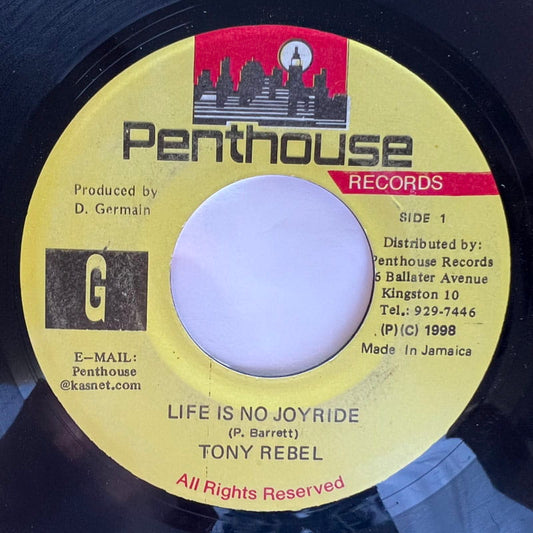 Penthouse
RECORDS
Produced by
D. Germain
SIDE 1
Distributed by:
Penthouse Records
6 Ballater Avenue
Kingston 10
Tel.: 929-7446
(P)(C) 1998
Made In Jamaica
G
E-MAIL:
Penthouse
@kasnet.com
LIFE IS NO JOYRIDE
(P. Barrett)
TONY REBEL
All Rights Reserved